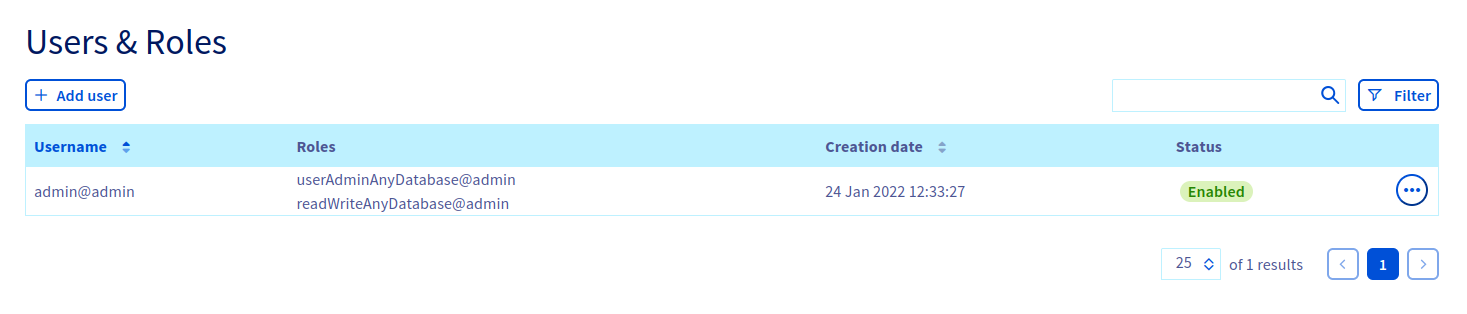 Users & Roles
Add user
Filter
Username Roles Creation date Status
admin@admin userAdminAnyDatabase@admin 24 Jan 2022 12:33:27 Enabled
readWriteAnyDatabase@admin
25 of 1 results 1